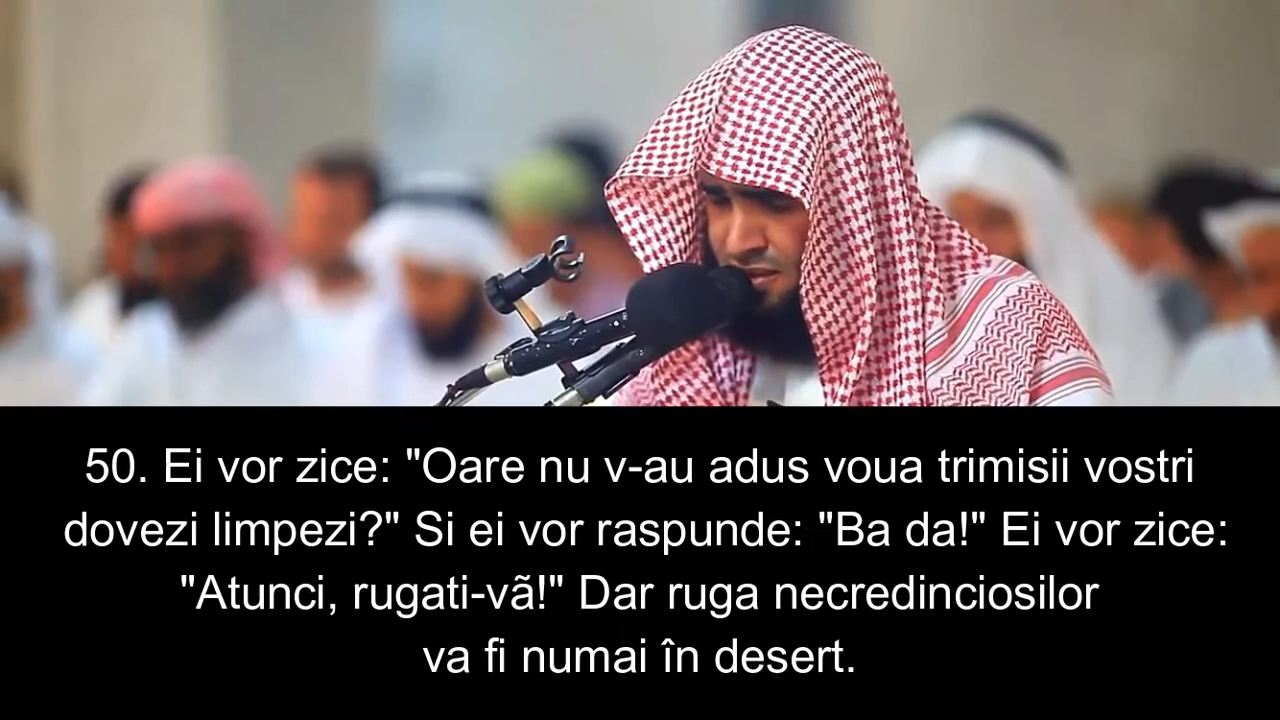 50. Ei vor zice: "Oare nu v-au adus voua trimisii vostri
dovezi limpezi?" Si ei vor raspunde: "Ba da!" Ei vor zice:
"Atunci, rugati-vã!" Dar ruga necredinciosilor
va fi numai în desert.